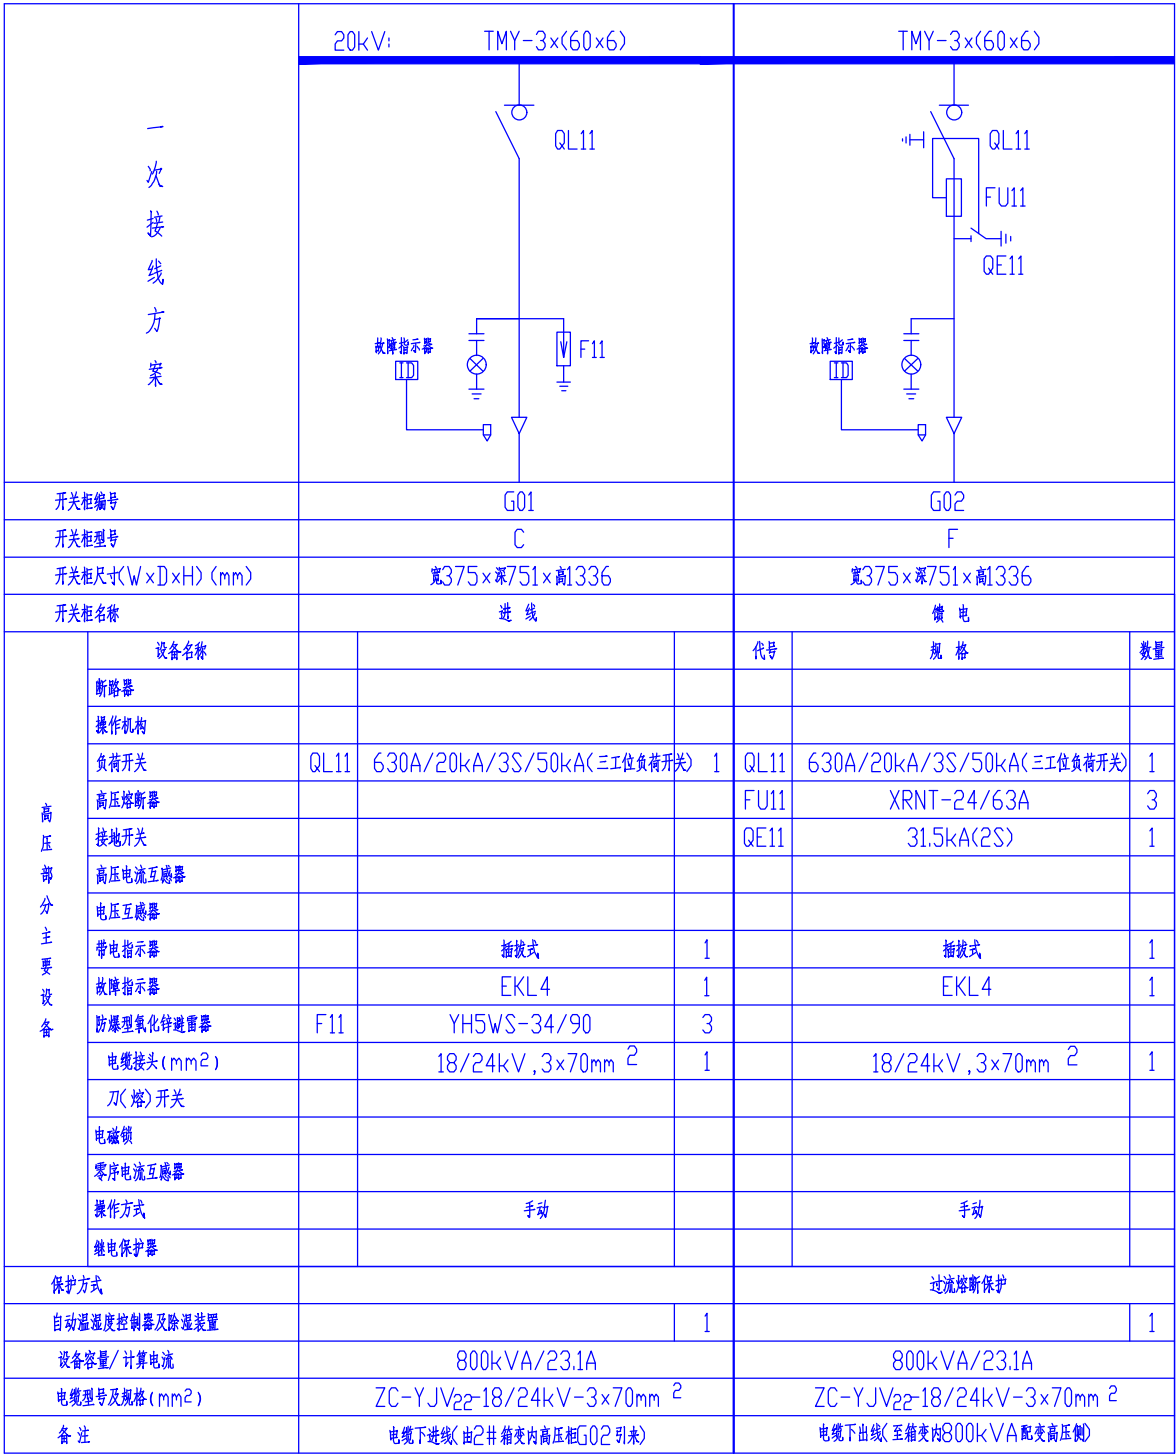 20kV: TMY-3×(60×6) TMY-3×(60×6)
一次接线方案
QL11 QL11
FU11
QE11
故障指示器 F11 故障指示器
ID ID
开关柜编号 G01 G02
开关柜型号 C F
开关柜尺寸(W×D×H) (mm) 宽375×深751×高1336 宽375×深751×高1336
开关柜名称 进 线 馈 电
高压部分主要设备
设备名称 代号 规 格 数量
断路器
操作机构
负荷开关 QL11 630A/20kA/3S/50kA(三工位负荷开关) 1 QL11 630A/20kA/3S/50kA(三工位负荷开关) 1
高压熔断器 FU11 XRNT-24/63A 3
接地开关 QE11 31.5kA(2S) 1
高压电流互感器
电压互感器
带电指示器 插拔式 1 插拔式 1
故障指示器 EKL4 1 EKL4 1
防爆型氧化锌避雷器 F11 YH5WS-34/90 3
电缆接头(mm2) 18/24kV,3×70mm 2 1 18/24kV,3×70mm 2 1
刀(熔)开关
电磁锁
零序电流互感器
操作方式 手动 手动
继电保护器
保护方式 过流熔断保护
自动温湿度控制器及除湿装置 1 1
设备容量/计算电流 800kVA/23.1A 800kVA/23.1A
电缆型号及规格(mm2) ZC-YJV22-18/24kV-3×70mm 2 ZC-YJV22-18/24kV-3×70mm 2
备 注 电缆下进线(由2#箱变内高压柜G02引来) 电缆下出线(至箱变内800kVA配变高压侧)